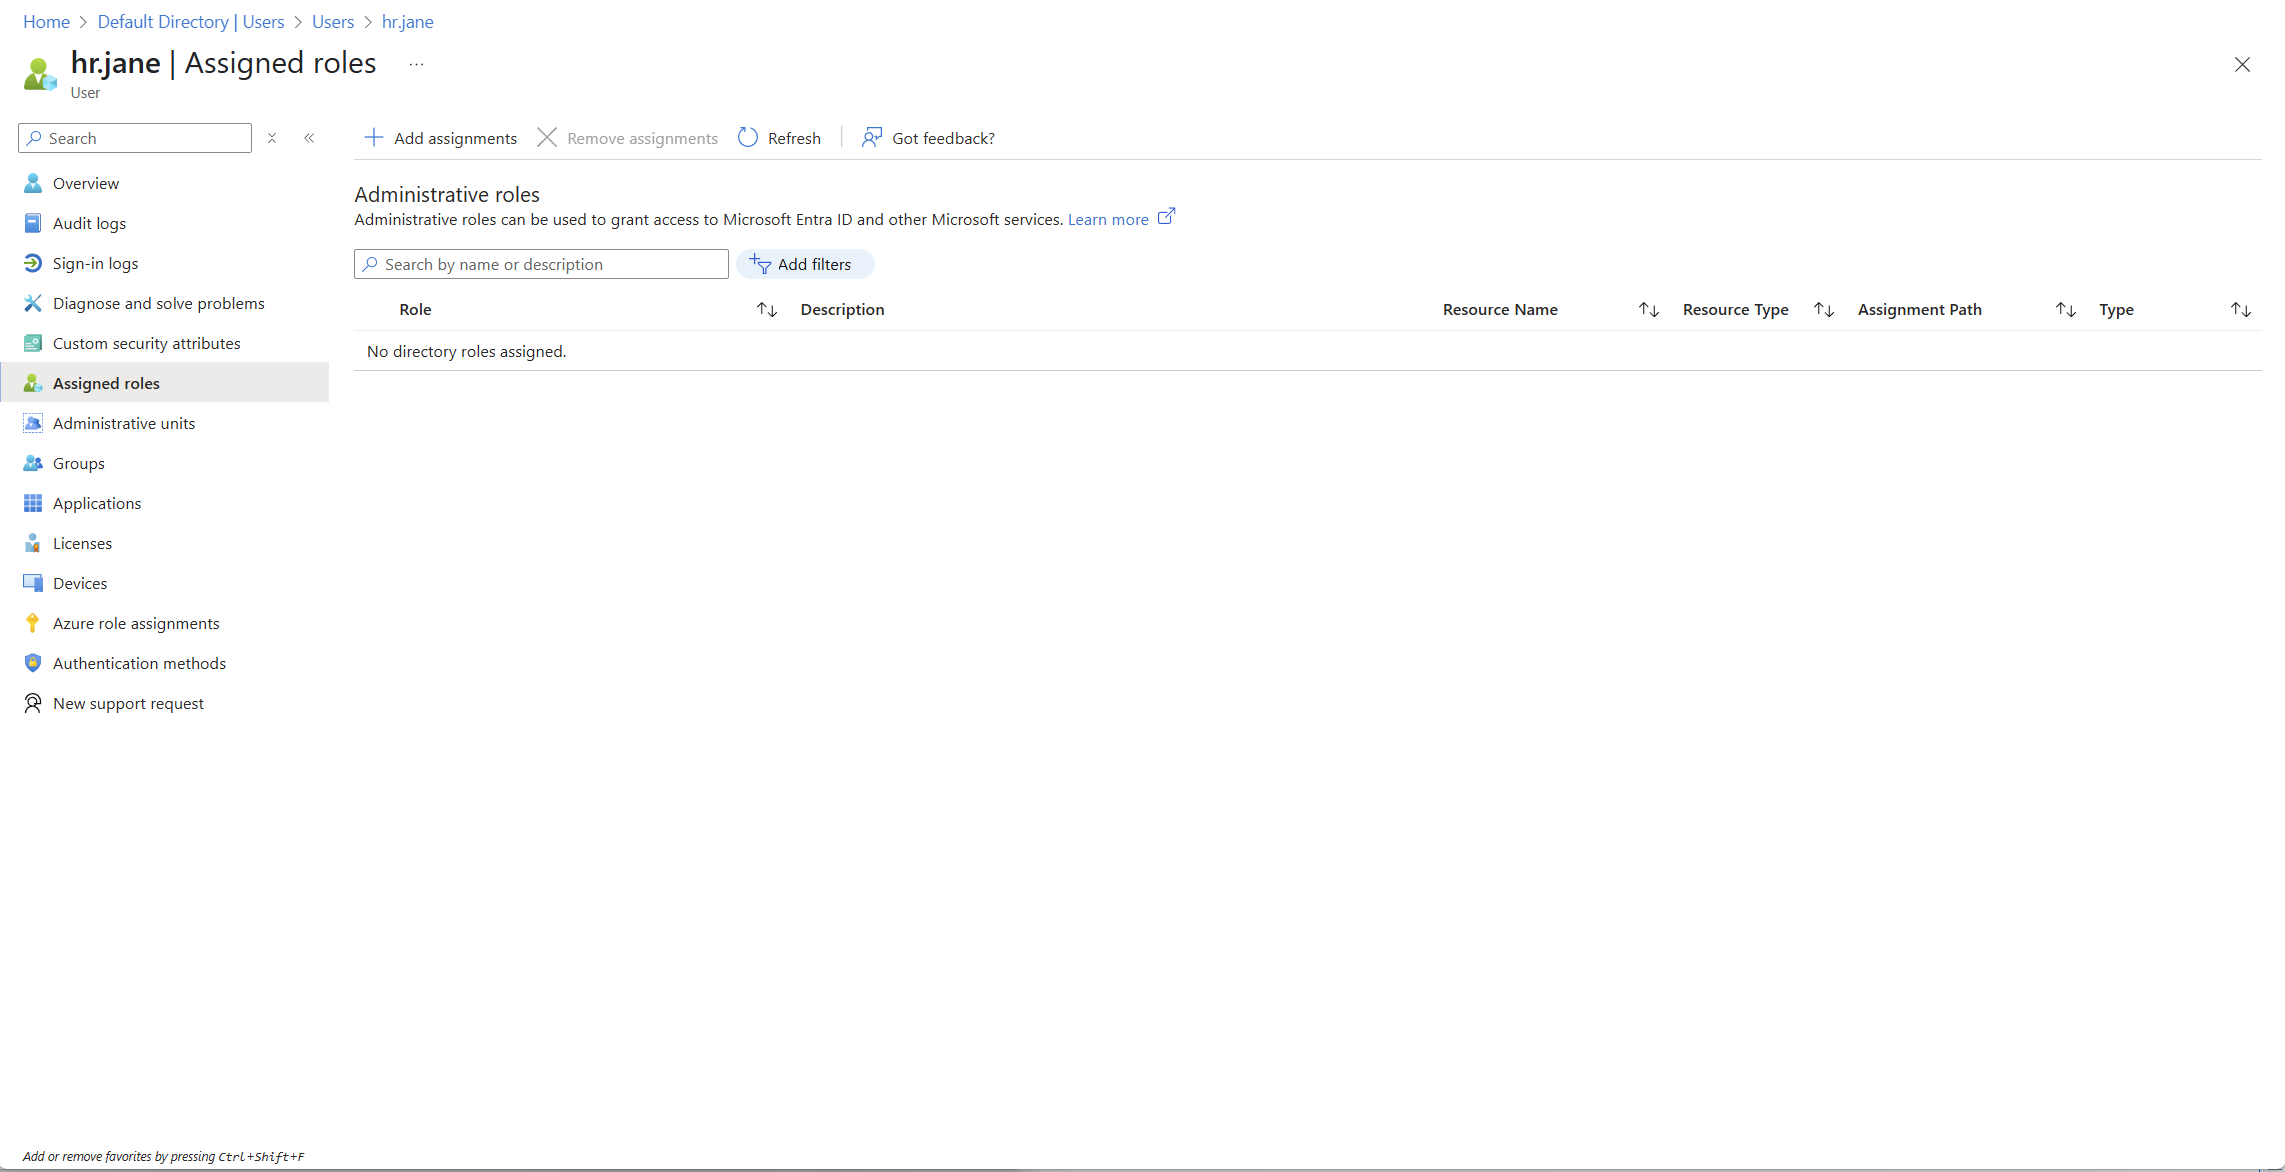 Home > Default Directory | Users > Users > hr.jane
hr.jane | Assigned roles ...
User
Search
Add assignments Remove assignments Refresh Got feedback?
Overview
Audit logs
Sign-in logs
Diagnose and solve problems
Custom security attributes
Assigned roles
Administrative units
Groups
Applications
Licenses
Devices
Azure role assignments
Authentication methods
New support request
Administrative roles
Administrative roles can be used to grant access to Microsoft Entra ID and other Microsoft services. Learn more
Search by name or description Add filters
Role Description Resource Name Resource Type Assignment Path Type
No directory roles assigned.
Add or remove favorites by pressing Ctrl+Shift+F